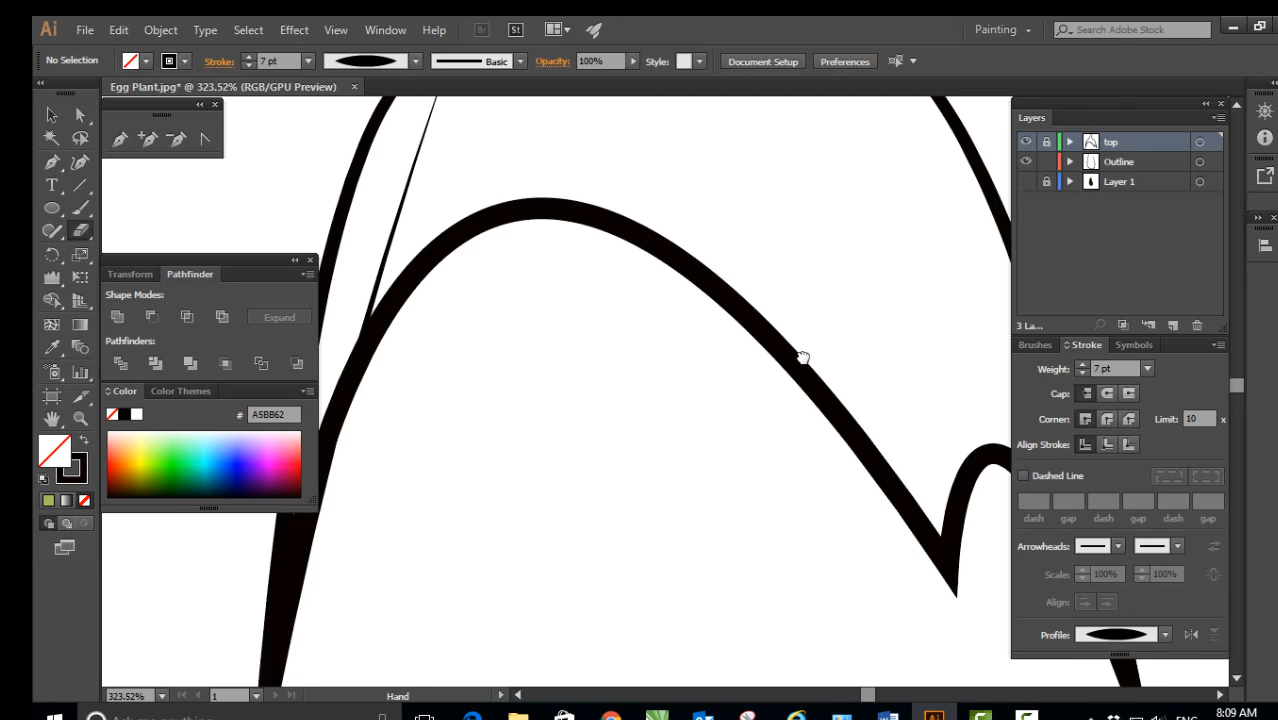 Ai File Edit Object Type Select Effect View Window Help Br St Painting Search Adobe Stock
No Selection Stroke: 7 pt Basic Opacity: 100% Style: Document Setup Preferences
Egg Plant.jpg* @ 323.52% (RGB/GPU Preview)
Layers
top
Outline
Layer 1
Transform Pathfinder
Shape Modes:
Expand
3 La...
Pathfinders:
Brushes Stroke Symbols
Weight: 7 pt
Color Color Themes
Cap:
# A5BB62
Corner: Limit: 10 x
Align Stroke:
Dashed Line
dash gap dash gap dash gap
Arrowheads:
Scale: 100% 100%
Align:
Profile:
323.52% 1 Hand
Ask me anything ENG 8:09 AM